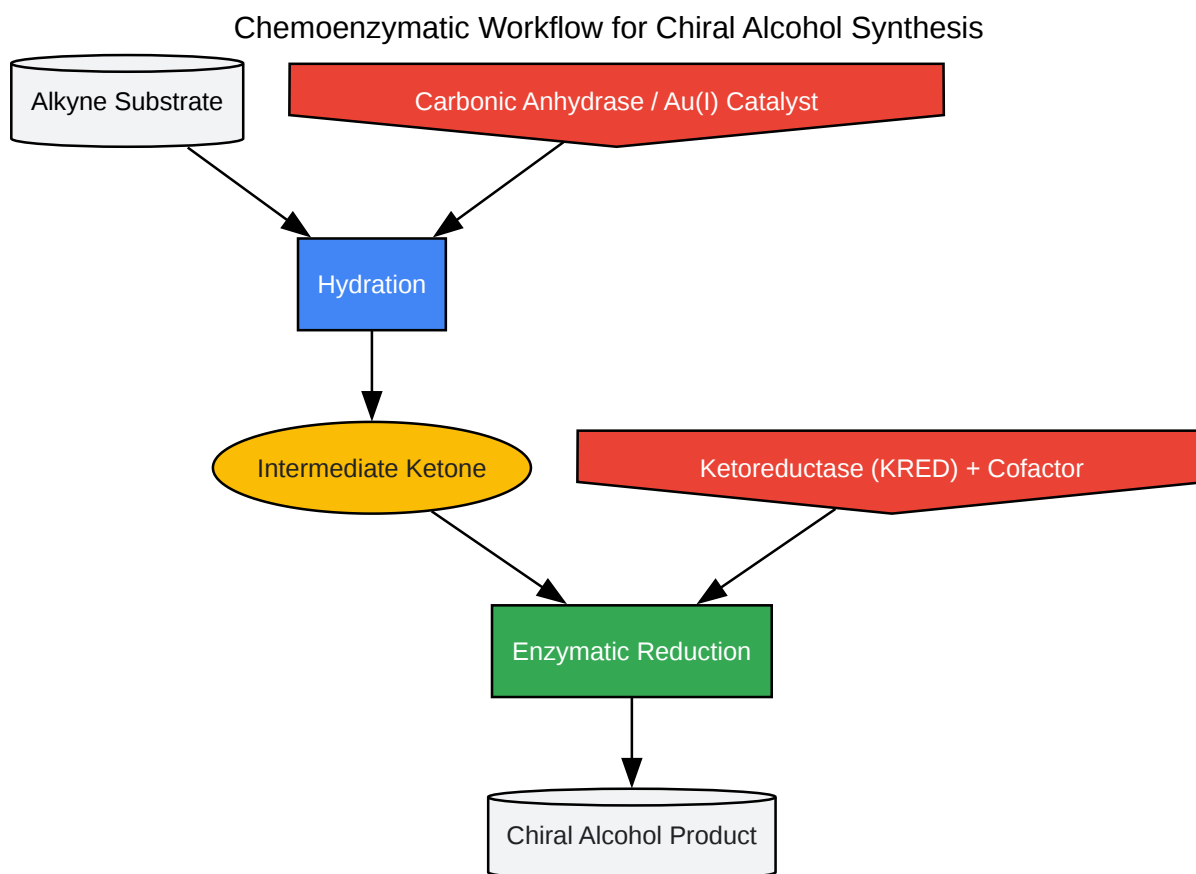 Chemoenzymatic Workflow for Chiral Alcohol Synthesis
Alkyne Substrate
Carbonic Anhydrase / Au(I) Catalyst
Hydration
Intermediate Ketone
Ketoreductase (KRED) + Cofactor
Enzymatic Reduction
Chiral Alcohol Product